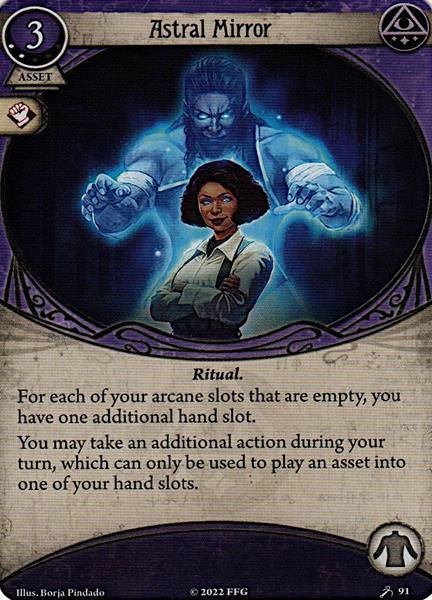 3
Astral Mirror
ASSET
Ritual.
For each of your arcane slots that are empty, you
have one additional hand slot.
You may take an additional action during your
turn, which can only be used to play an asset into
one of your hand slots.
Illus. Borja Pindado
© 2022 FFG
91